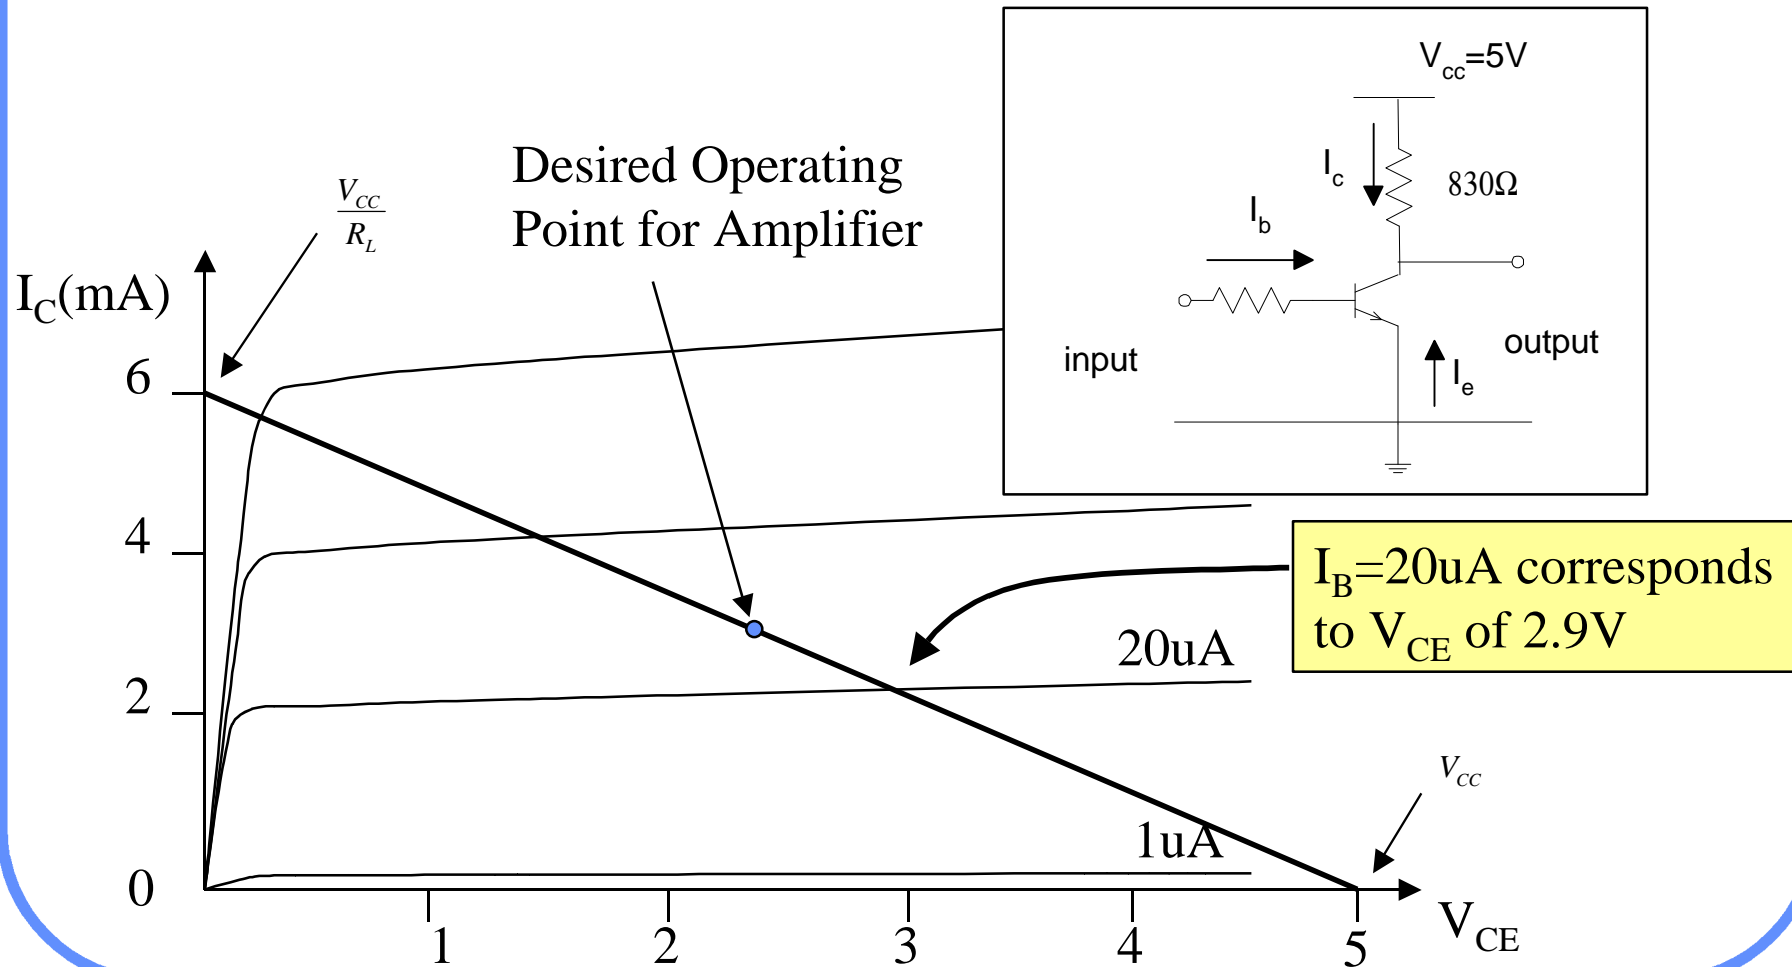 V_cc=5V
Desired Operating
Point for Amplifier
V_CC
R_L
I_c
830Ω
I_b
I_C(mA)
input
output
I_e
6
4
2
0
I_B=20uA corresponds
to V_CE of 2.9V
20uA
1uA
V_CC
V_CE
1
2
3
4
5